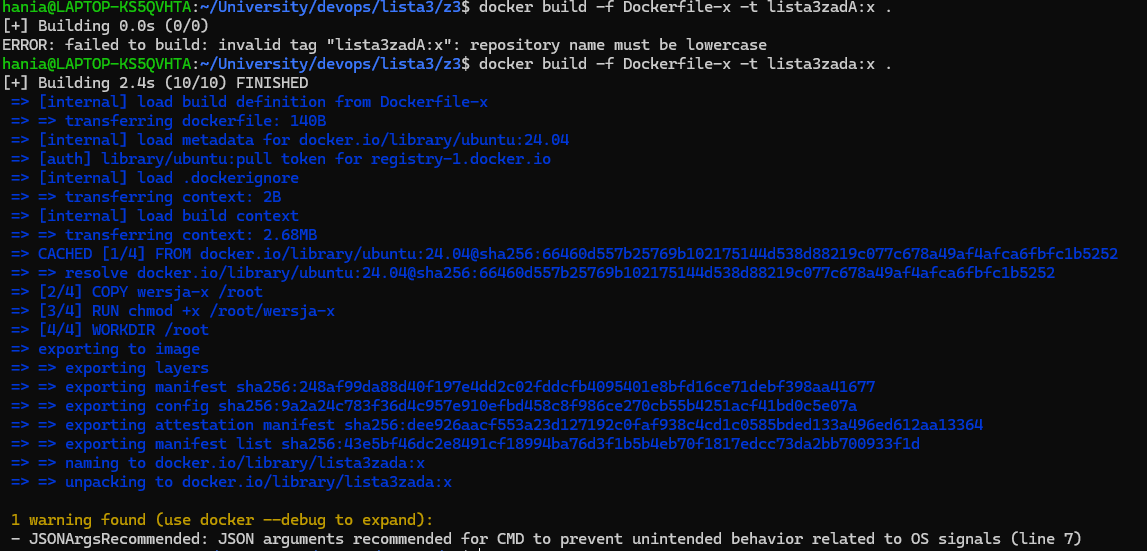 hania@LAPTOP-KS5QVHTA:~/University/devops/lista3/z3$ docker build -f Dockerfile-x -t lista3zadA:x .
[+] Building 0.0s (0/0)
ERROR: failed to build: invalid tag "lista3zadA:x": repository name must be lowercase
hania@LAPTOP-KS5QVHTA:~/University/devops/lista3/z3$ docker build -f Dockerfile-x -t lista3zada:x .
[+] Building 2.4s (10/10) FINISHED
=> [internal] load build definition from Dockerfile-x
=> => transferring dockerfile: 140B
=> [internal] load metadata for docker.io/library/ubuntu:24.04
=> [auth] library/ubuntu:pull token for registry-1.docker.io
=> [internal] load .dockerignore
=> => transferring context: 2B
=> [internal] load build context
=> => transferring context: 2.68MB
=> CACHED [1/4] FROM docker.io/library/ubuntu:24.04@sha256:66460d557b25769b102175144d538d88219c077c678a49af4afca6fbfc1b5252
=> => resolve docker.io/library/ubuntu:24.04@sha256:66460d557b25769b102175144d538d88219c077c678a49af4afca6fbfc1b5252
=> [2/4] COPY wersja-x /root
=> [3/4] RUN chmod +x /root/wersja-x
=> [4/4] WORKDIR /root
=> exporting to image
=> => exporting layers
=> => exporting manifest sha256:248af99da88d40f197e4dd2c02fddcfb4095401e8bfd16ce71debf398aa41677
=> => exporting config sha256:9a2a24c783f36d4c957e910efbd458c8f986ce270cb55b4251acf41bd0c5e07a
=> => exporting attestation manifest sha256:dee926aacf553a23d127192c0faf938c4cd1c0585bded133a496ed612aa13364
=> => exporting manifest list sha256:43e5bf46dc2e8491cf18994ba76d3f1b5b4eb70f1817edcc73da2bb700933f1d
=> => naming to docker.io/library/lista3zada:x
=> => unpacking to docker.io/library/lista3zada:x
1 warning found (use docker --debug to expand):
- JSONArgsRecommended: JSON arguments recommended for CMD to prevent unintended behavior related to OS signals (line 7)